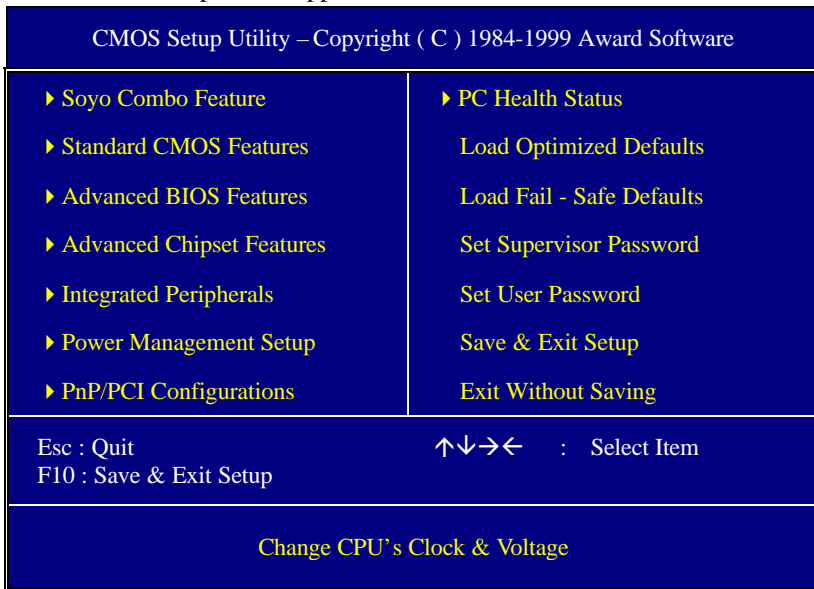 CMOS Setup Utility – Copyright ( C ) 1984-1999 Award Software
Soyo Combo Feature
Standard CMOS Features
Advanced BIOS Features
Advanced Chipset Features
Integrated Peripherals
Power Management Setup
PnP/PCI Configurations
PC Health Status
Load Optimized Defaults
Load Fail - Safe Defaults
Set Supervisor Password
Set User Password
Save & Exit Setup
Exit Without Saving
Esc : Quit
F10 : Save & Exit Setup
↑↓→← : Select Item
Change CPU's Clock & Voltage